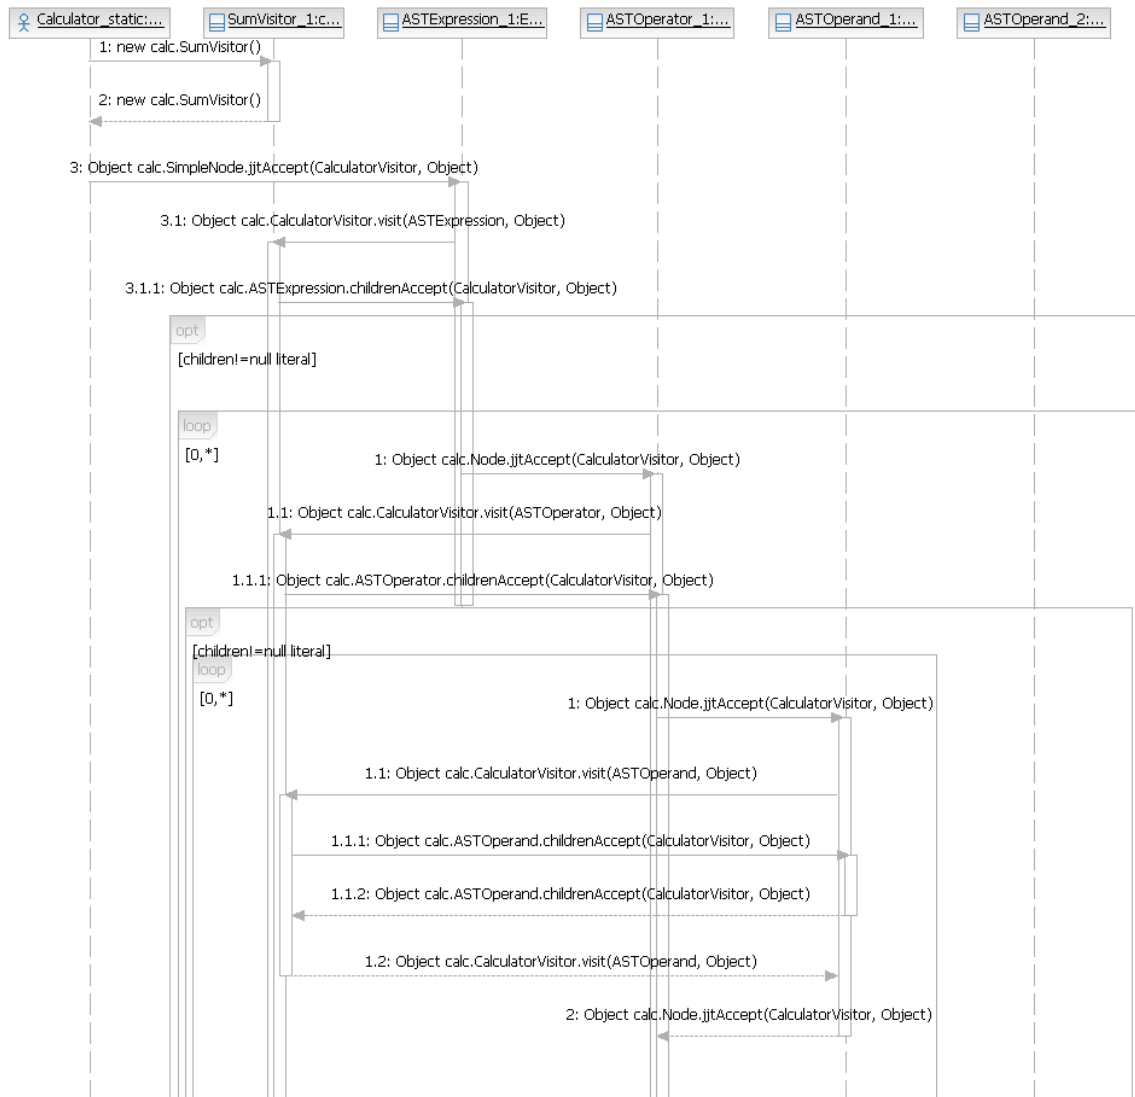 Calculator_static:... SumVisitor_1:c... ASTExpression_1:E... ASTOperator_1:... ASTOperand_1:... ASTOperand_2:...
1: new calc.SumVisitor()
2: new calc.SumVisitor()
3: Object calc.SimpleNode.jjtAccept(CalculatorVisitor, Object)
3.1: Object calc.CalculatorVisitor.visit(ASTExpression, Object)
3.1.1: Object calc.ASTExpression.childrenAccept(CalculatorVisitor, Object)
opt
[children!=null literal]
loop
[0,*]
1: Object calc.Node.jjtAccept(CalculatorVisitor, Object)
1.1: Object calc.CalculatorVisitor.visit(ASTOperator, Object)
1.1.1: Object calc.ASTOperator.childrenAccept(CalculatorVisitor, Object)
opt
[children!=null literal]
loop
[0,*]
1: Object calc.Node.jjtAccept(CalculatorVisitor, Object)
1.1: Object calc.CalculatorVisitor.visit(ASTOperand, Object)
1.1.1: Object calc.ASTOperand.childrenAccept(CalculatorVisitor, Object)
1.1.2: Object calc.ASTOperand.childrenAccept(CalculatorVisitor, Object)
1.2: Object calc.CalculatorVisitor.visit(ASTOperand, Object)
2: Object calc.Node.jjtAccept(CalculatorVisitor, Object)